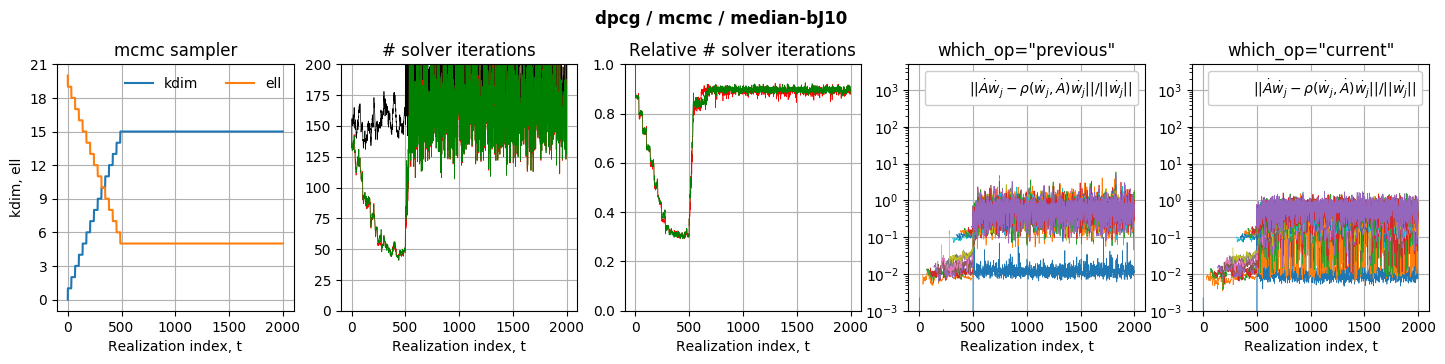 dpcg / mcmc / median-bJ10
mcmc sampler
kdim
ell
kdim, ell
21
18
15
12
9
6
3
0
0 500 1000 1500 2000
Realization index, t
# solver iterations
200
175
150
125
100
75
50
25
0
0 500 1000 1500 2000
Realization index, t
Relative # solver iterations
1.0
0.8
0.6
0.4
0.2
0.0
0 500 1000 1500 2000
Realization index, t
which_op="previous"
||Ȧẇⱼ − ρ(ẇⱼ, Ȧ)ẇⱼ||/||ẇⱼ||
10³
10²
10¹
10⁰
10⁻¹
10⁻²
10⁻³
0 500 1000 1500 2000
Realization index, t
which_op="current"
||Ȧẇⱼ − ρ(ẇⱼ, Ȧ)ẇⱼ||/||ẇⱼ||
10³
10²
10¹
10⁰
10⁻¹
10⁻²
10⁻³
0 500 1000 1500 2000
Realization index, t